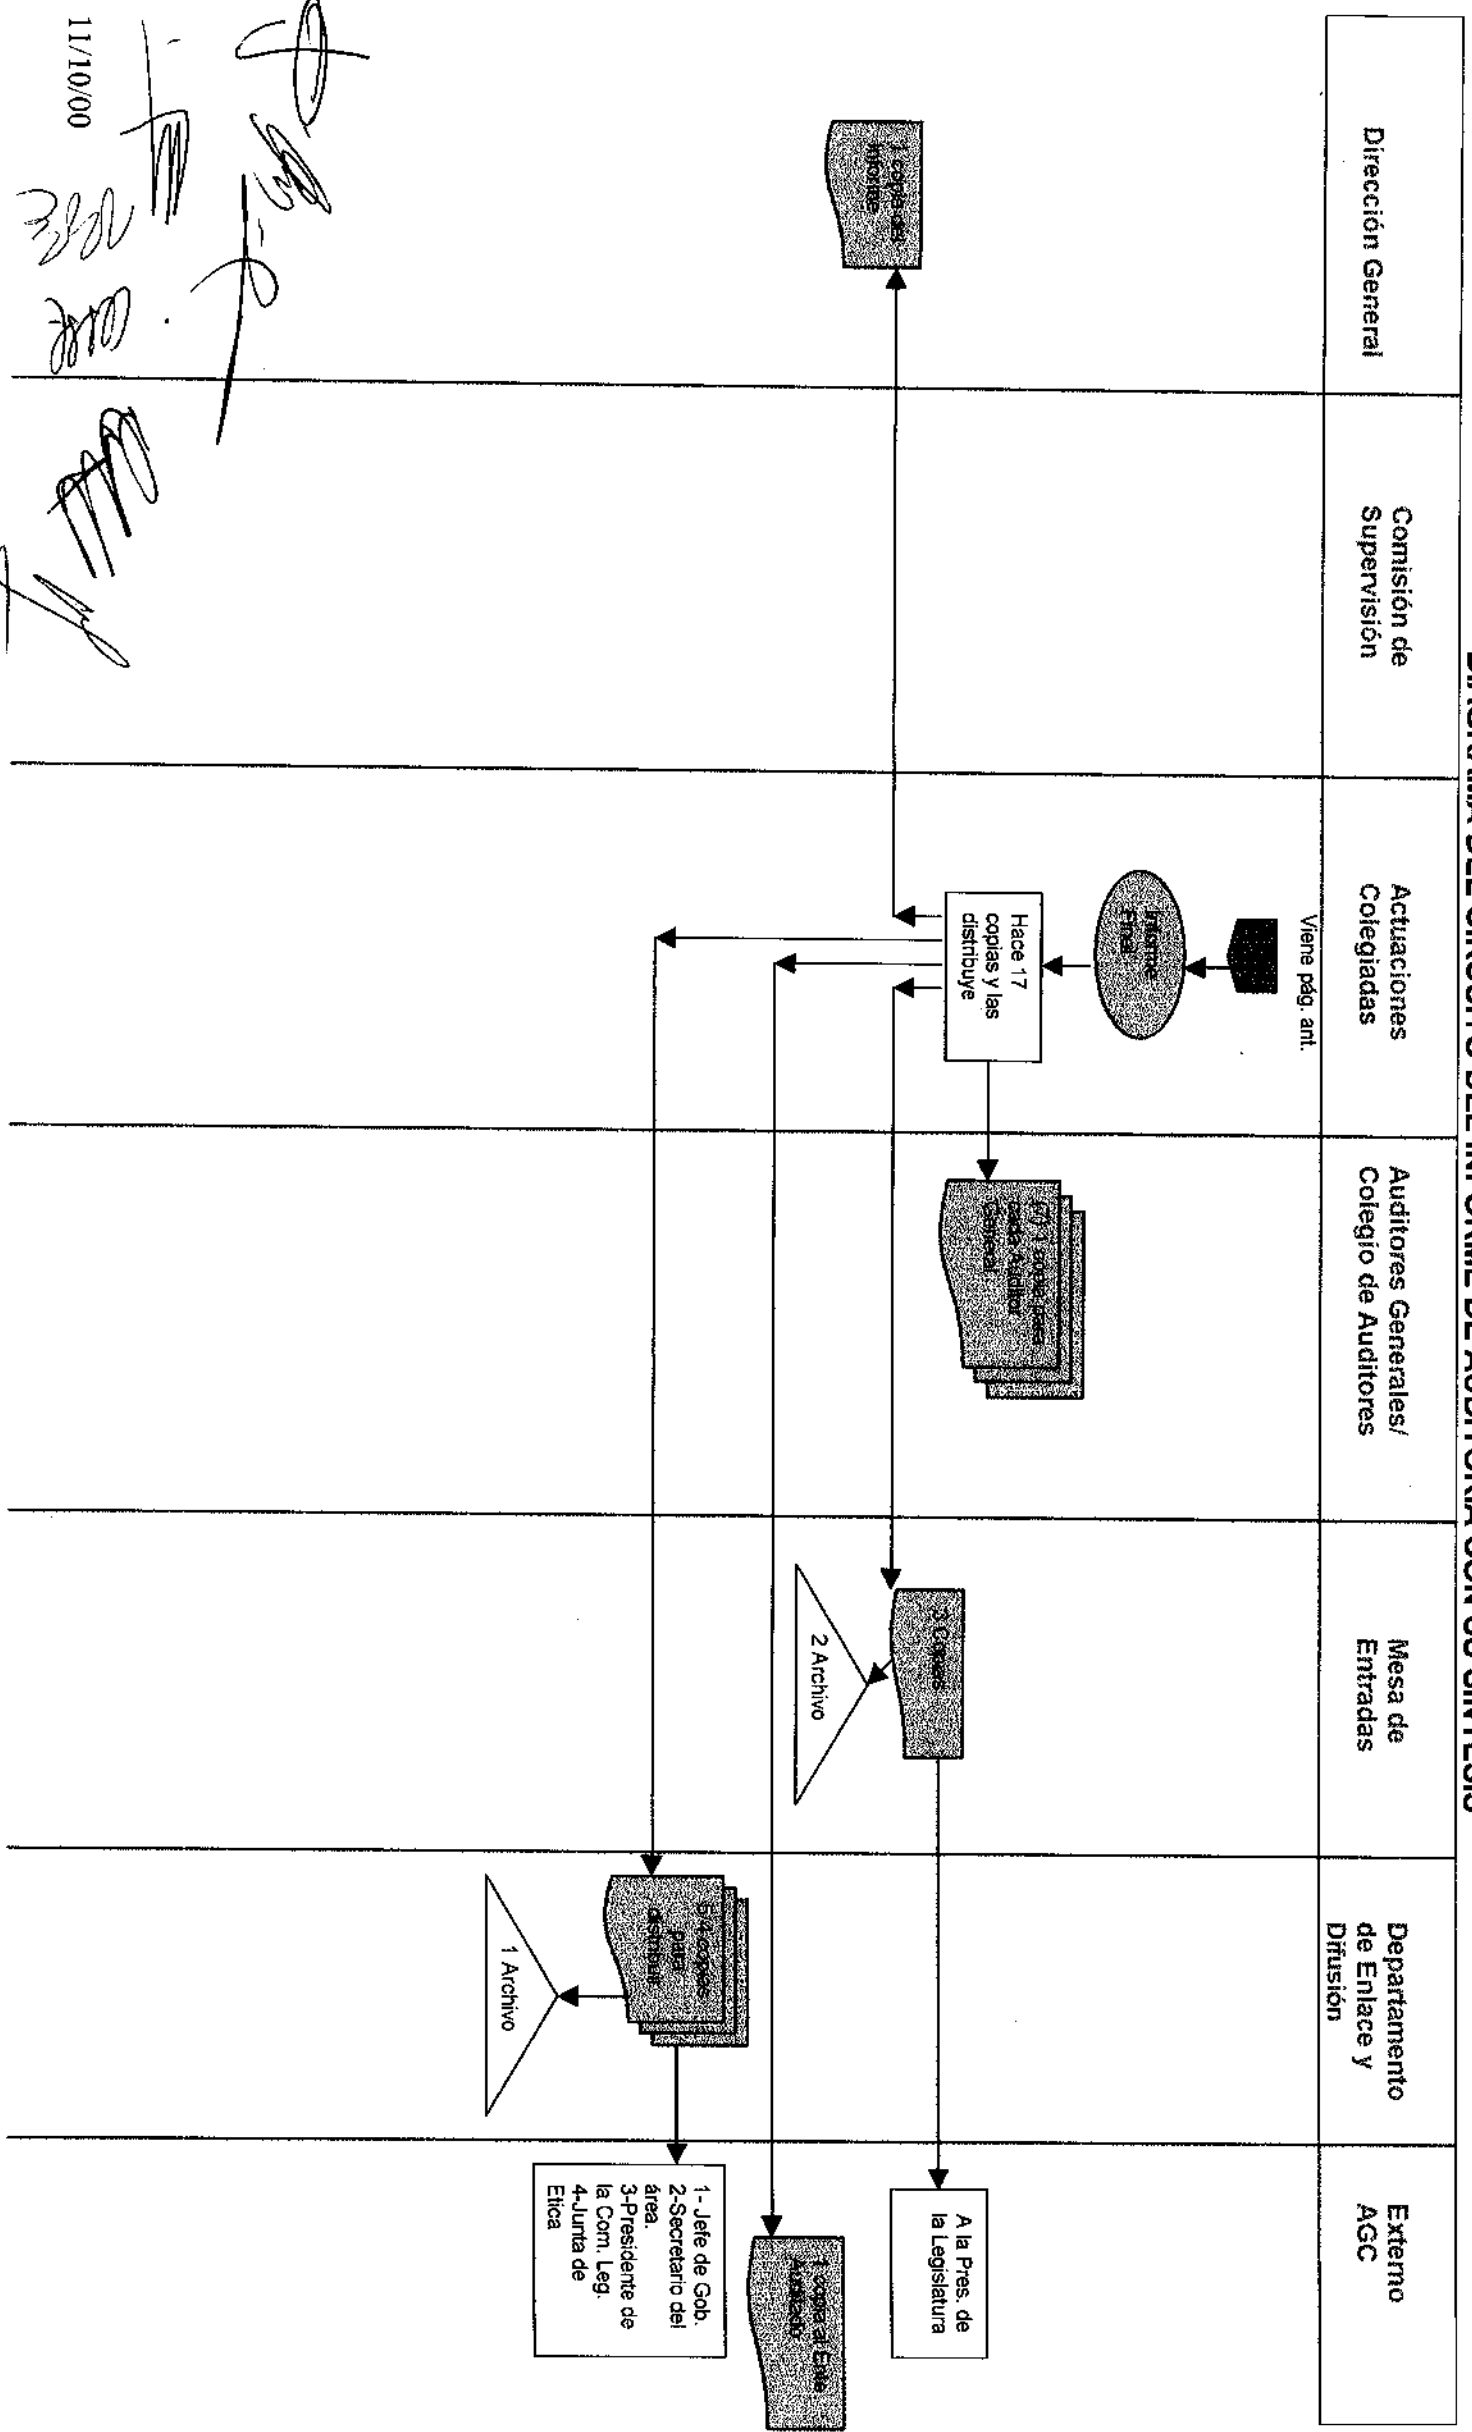 DIAGRAMA DEL CIRCUITO DEL INFORME DE AUDITORIA CON SU SINTESIS
Dirección General
Comisión de
Supervisión
Actuaciones
Colegiadas
Auditores Generales/
Colegio de Auditores
Mesa de
Entradas
Departamento
de Enlace y
Difusión
Externo
AGC
Viene pág. ant.
Informe
Final
Hace 17
copias y las
distribuye
1 copia del
informe
(7) 1 copia para
cada Auditor
General
3 Copias
2 Archivo
A la Pres. de
la Legislatura
1 copia al Ente
Auditado
5/4 copias
para
distribuir
1 Archivo
1- Jefe de Gob.
2-Secretario del
área.
3-Presidente de
la Com. Leg.
4-Junta de
Etica
11/10/00